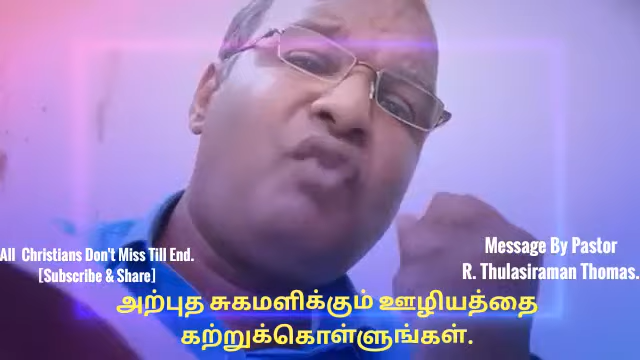 All Christians Don't Miss Till End.
[Subscribe & Share]
Message By Pastor
R. Thulasiraman Thomas.
அற்புத சுகமளிக்கும் ஊழியத்தை
கற்றுக்கொள்ளுங்கள்.